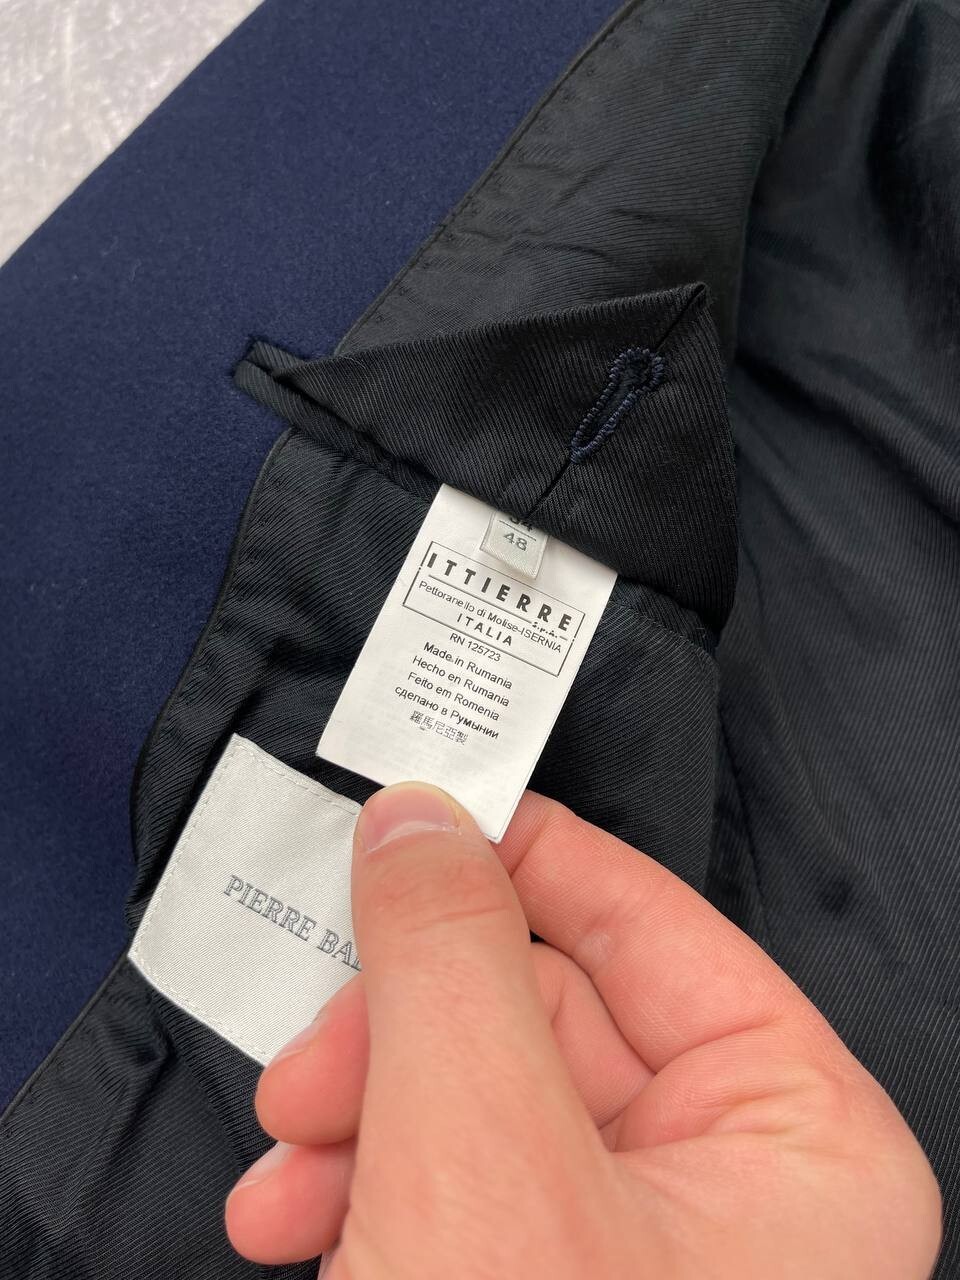 48
ITTIERRE
s.p.a.
Pettoranello di Molise-ISERNIA
ITALIA
RN 125723
Made in Rumania
Hecho en Rumania
Feito em Romenia
сделано в Румынии
羅馬尼亞製
PIERRE BAL